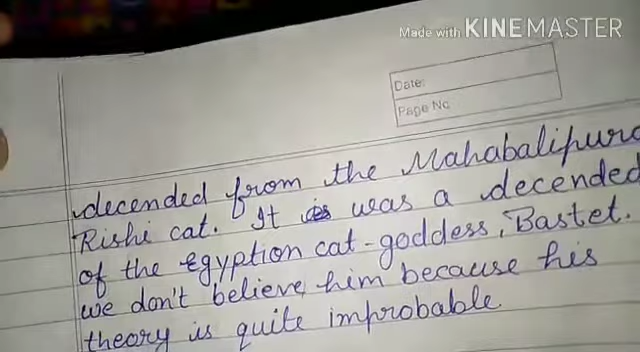 Made with KINEMASTER
Date:
Page No
decended from the Mahabalipura
Rishi cat. It was a decended
of the egyption cat-goddess, Bastet.
we don't believe him because his
theory is quite improbable.